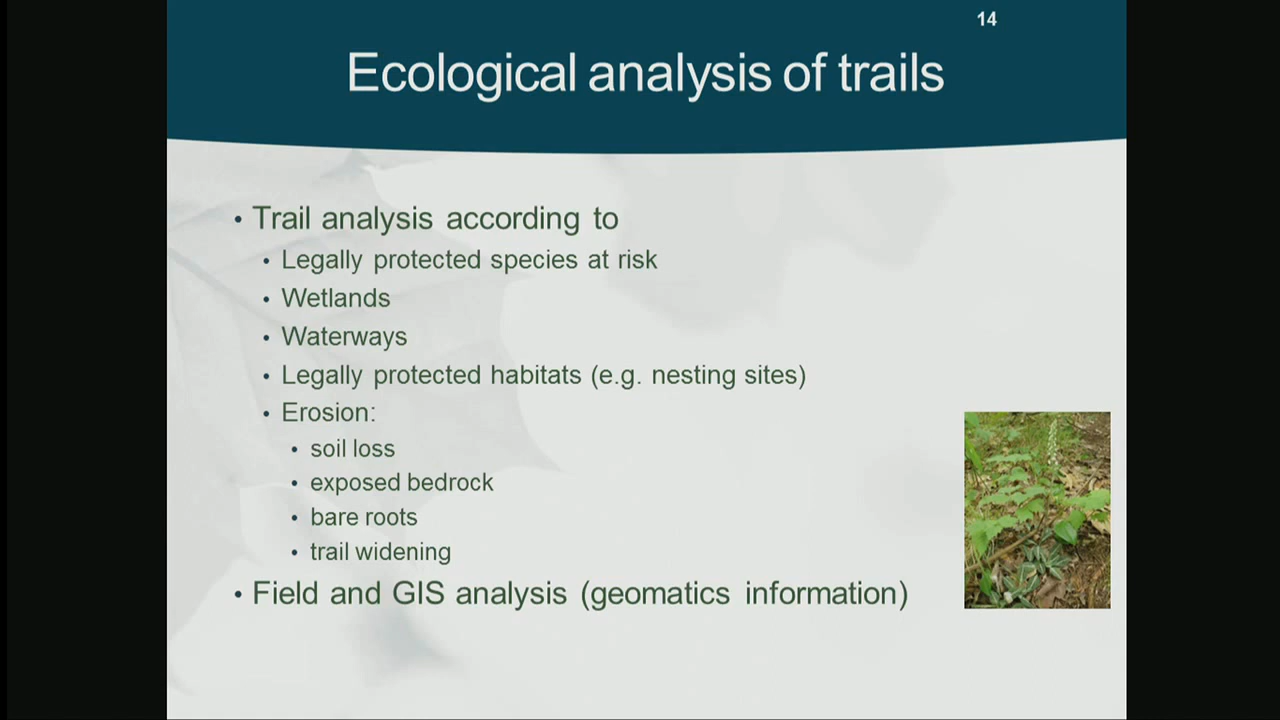 14
Ecological analysis of trails
• Trail analysis according to
• Legally protected species at risk
• Wetlands
• Waterways
• Legally protected habitats (e.g. nesting sites)
• Erosion:
• soil loss
• exposed bedrock
• bare roots
• trail widening
• Field and GIS analysis (geomatics information)